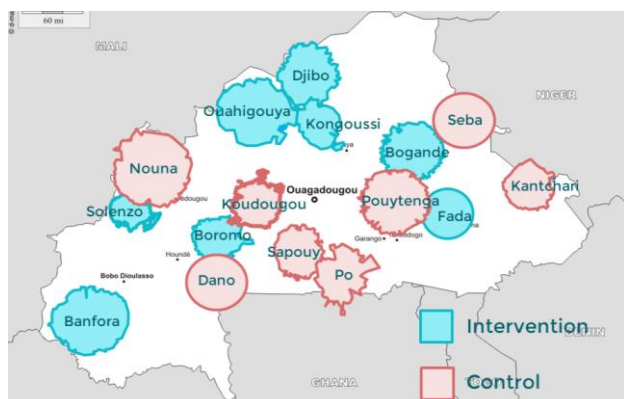 60 mi
MALI
Djibo
NIGER
Ouahigouya
Kongoussi
Seba
Bogande
Nouna
Kantchari
Ouagadougou
Koudougou
Pouytenga
Solenzo
Fada
Boromo
Garango
Houndé
Sapouy
Bobo Dioulasso
Dano
Po
Banfora
Intervention
Control
GHANA